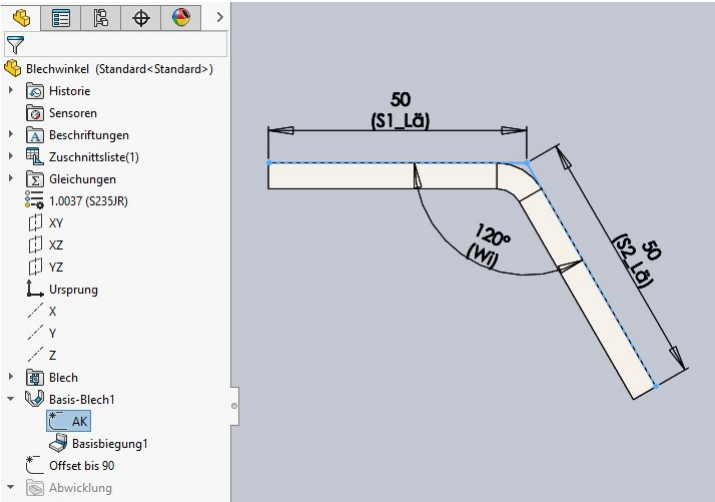 Blechwinkel (Standard<Standard>)
Historie
Sensoren
A Beschriftungen
Zuschnittsliste(1)
Σ Gleichungen
1.0037 (S235JR)
XY
XZ
YZ
Ursprung
X
Y
Z
Blech
Basis-Blech1
AK
Basisbiegung1
Offset bis 90
Abwicklung
50
(S1_Lä)
120°
(Wi)
50
(S2_Lä)